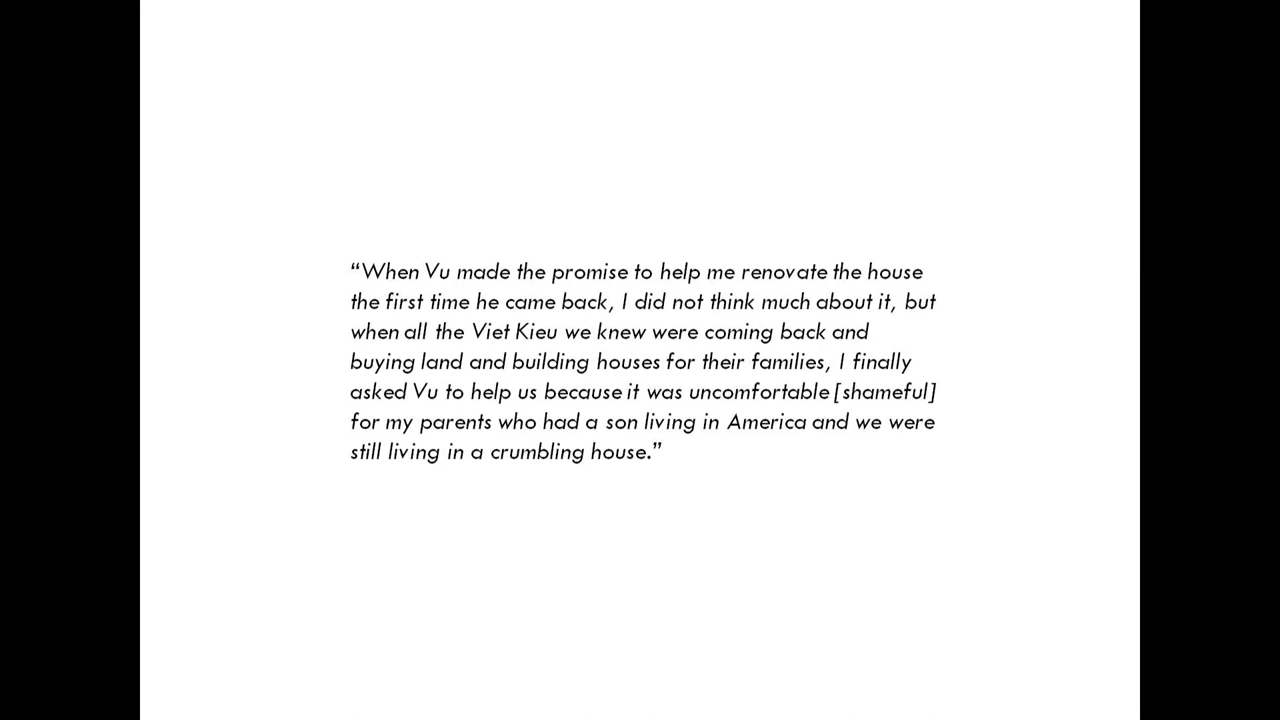 “When Vu made the promise to help me renovate the house
the first time he came back, I did not think much about it, but
when all the Viet Kieu we knew were coming back and
buying land and building houses for their families, I finally
asked Vu to help us because it was uncomfortable [shameful]
for my parents who had a son living in America and we were
still living in a crumbling house.”